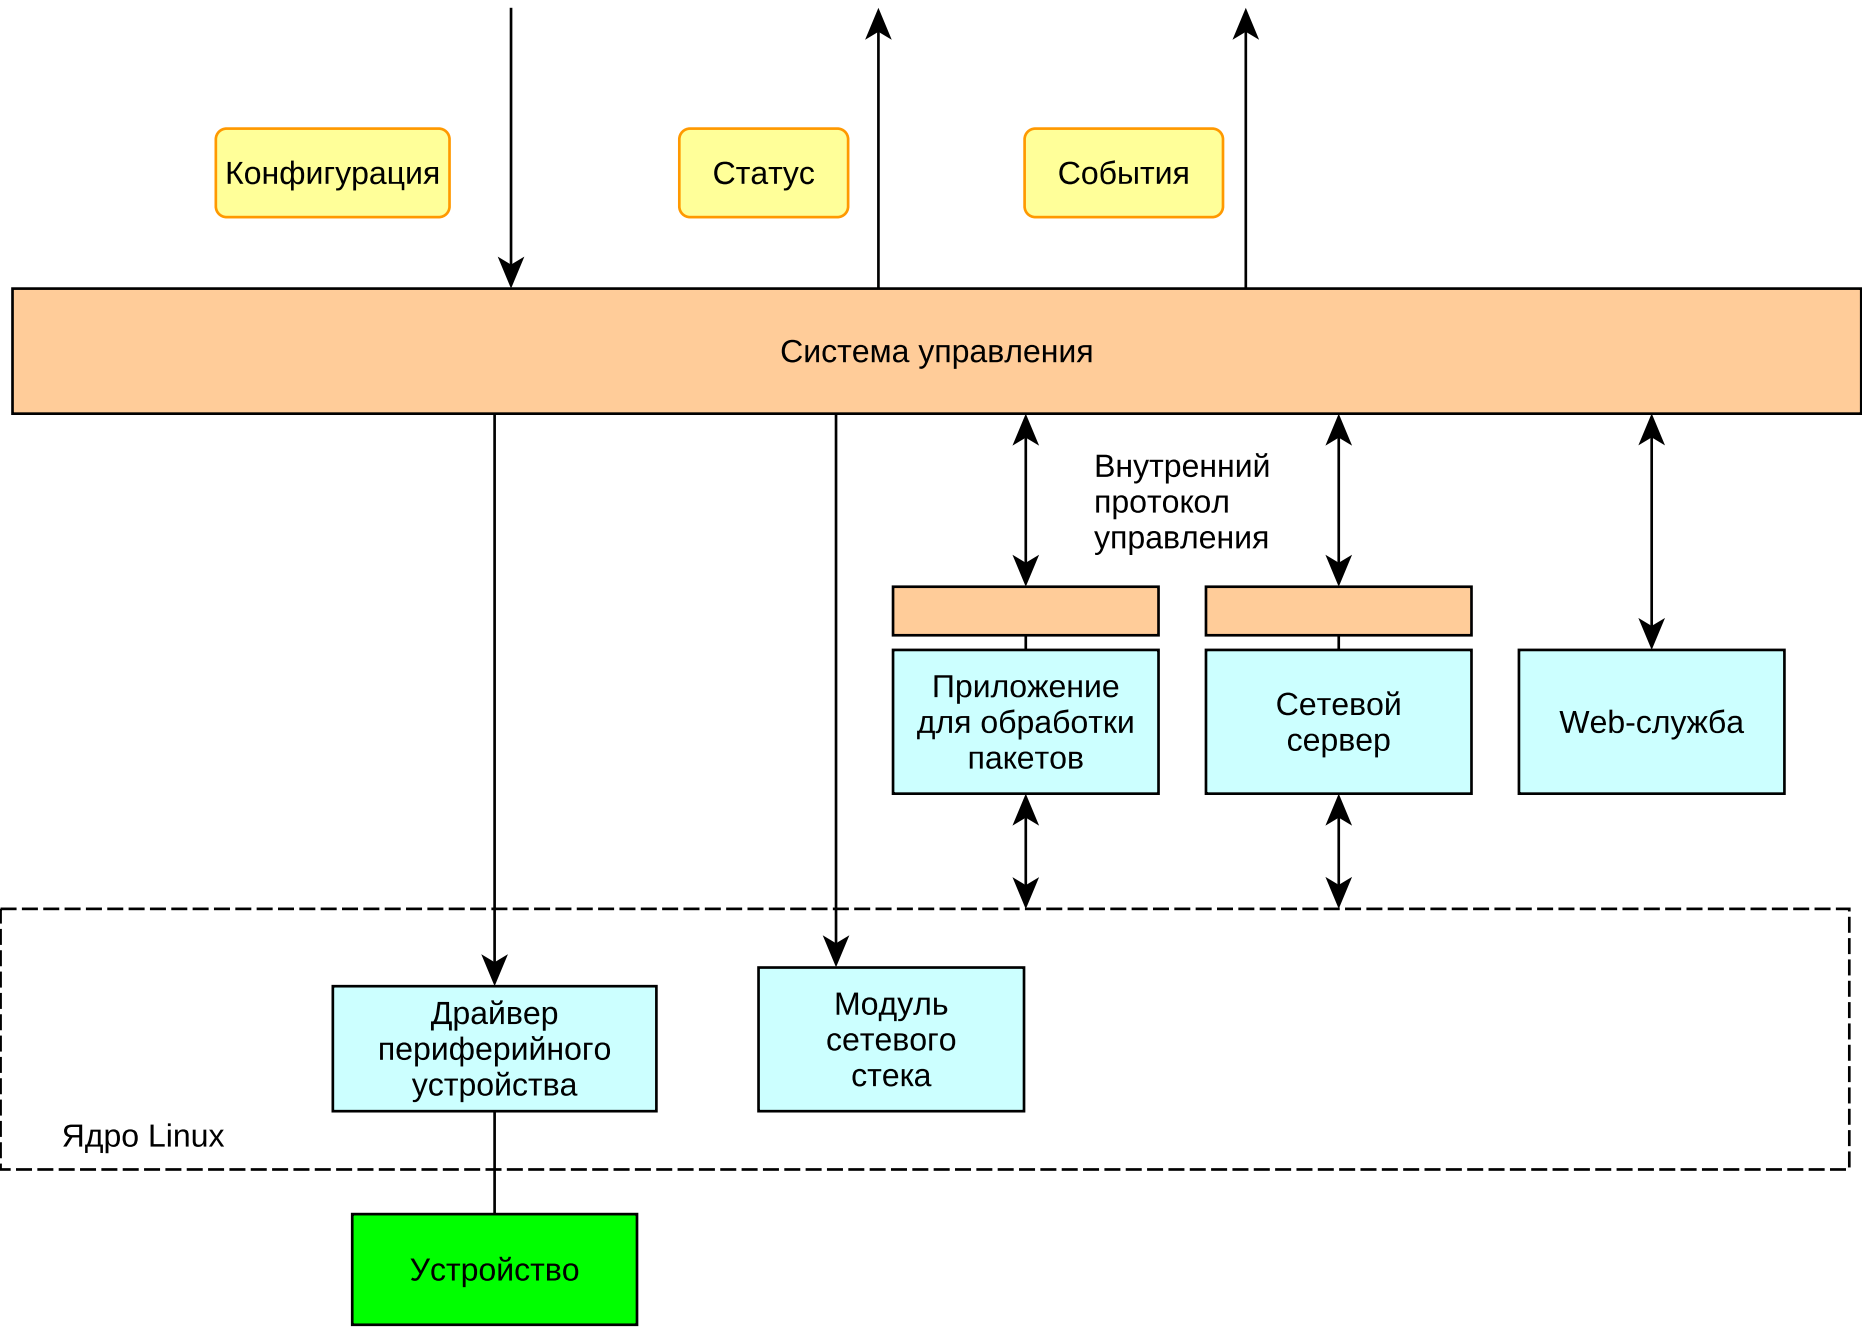 Конфигурация
Статус
События
Система управления
Внутренний
протокол
управления
Приложение
для обработки
пакетов
Сетевой
сервер
Web-служба
Драйвер
периферийного
устройства
Модуль
сетевого
стека
Ядро Linux
Устройство